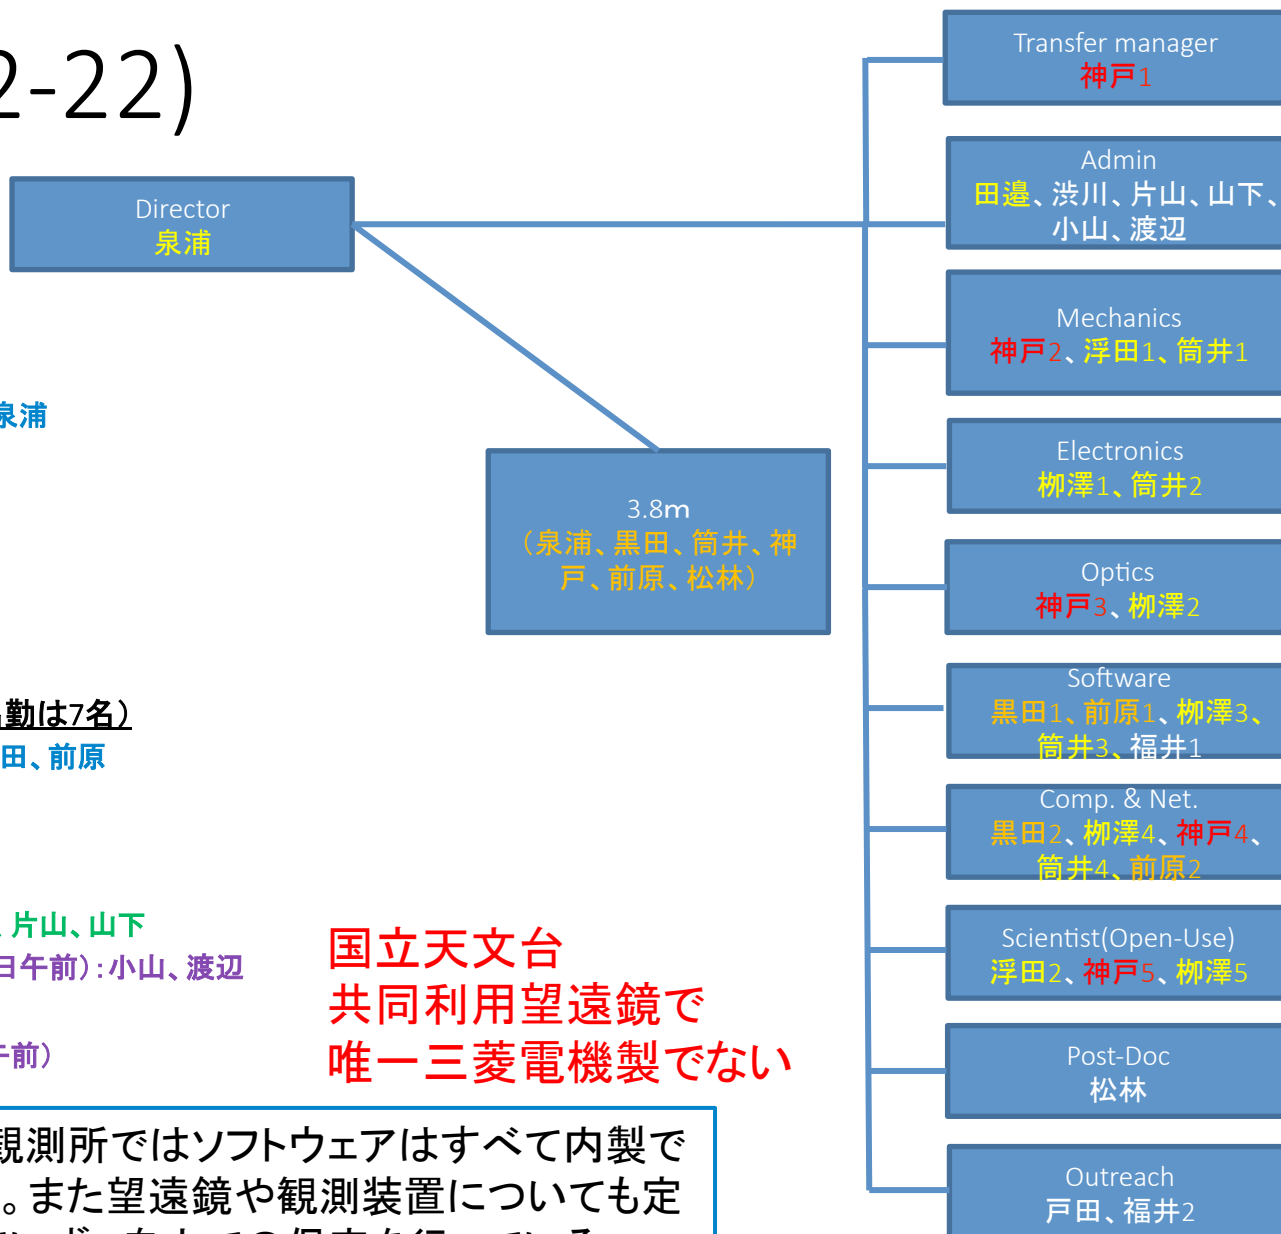 2-22)
Director
泉浦
泉浦
3.8m
（泉浦、黒田、筒井、神
戸、前原、松林）
勤は7名）
田、前原
片山、山下
日午前）：小山、渡辺
午前）
国立天文台
共同利用望遠鏡で
唯一三菱電機製でない
観測所ではソフトウェアはすべて内製で
。また望遠鏡や観測装置についても定
Transfer manager
神戸1
Admin
田邉、渋川、片山、山下、
小山、渡辺
Mechanics
神戸2、浮田1、筒井1
Electronics
栁澤1、筒井2
Optics
神戸3、栁澤2
Software
黒田1、前原1、栁澤3、
筒井3、福井1
Comp. & Net.
黒田2、栁澤4、神戸4、
筒井4、前原2
Scientist(Open-Use)
浮田2、神戸5、栁澤5
Post-Doc
松林
Outreach
戸田、福井2